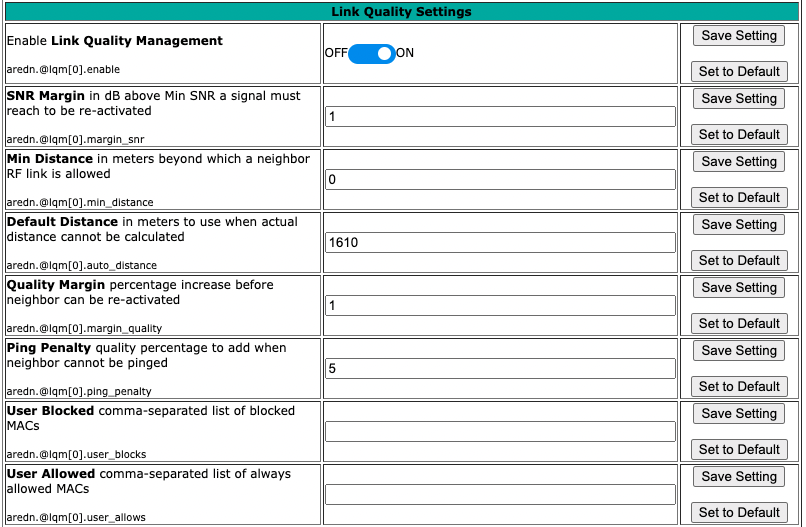 Link Quality Settings
Enable Link Quality Management
aredn.@lqm[0].enable
OFF ON
Save Setting
Set to Default
SNR Margin in dB above Min SNR a signal must
reach to be re-activated
aredn.@lqm[0].margin_snr
1
Save Setting
Set to Default
Min Distance in meters beyond which a neighbor
RF link is allowed
aredn.@lqm[0].min_distance
0
Save Setting
Set to Default
Default Distance in meters to use when actual
distance cannot be calculated
aredn.@lqm[0].auto_distance
1610
Save Setting
Set to Default
Quality Margin percentage increase before
neighbor can be re-activated
aredn.@lqm[0].margin_quality
1
Save Setting
Set to Default
Ping Penalty quality percentage to add when
neighbor cannot be pinged
aredn.@lqm[0].ping_penalty
5
Save Setting
Set to Default
User Blocked comma-separated list of blocked
MACs
aredn.@lqm[0].user_blocks
Save Setting
Set to Default
User Allowed comma-separated list of always
allowed MACs
aredn.@lqm[0].user_allows
Save Setting
Set to Default